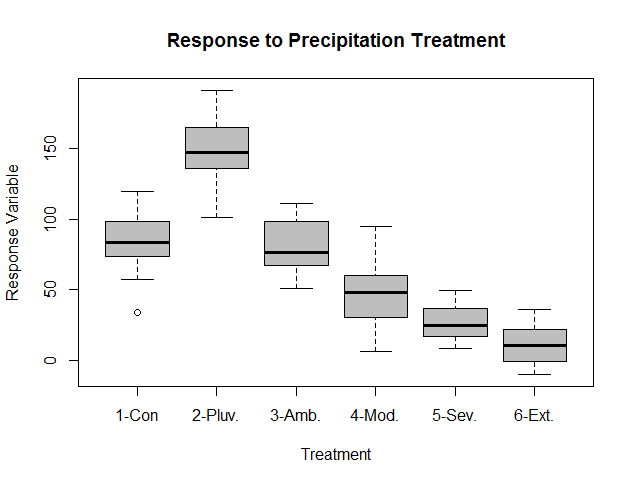 Response to Precipitation Treatment
Response Variable
150
100
50
0
1-Con 2-Pluv. 3-Amb. 4-Mod. 5-Sev. 6-Ext.
Treatment